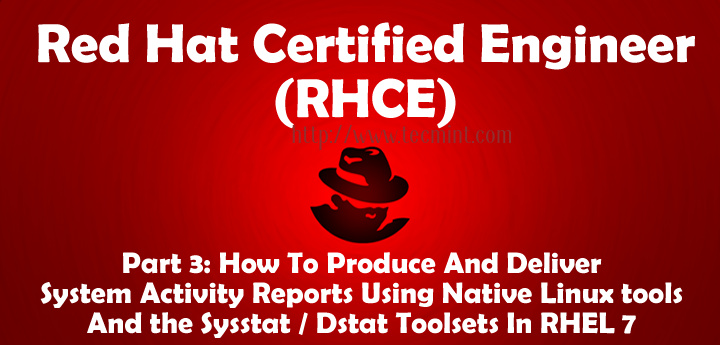 Red Hat Certified Engineer
(RHCE)
http://www.tecmint.com
Part 3: How To Produce And Deliver
System Activity Reports Using Native Linux tools
And the Sysstat / Dstat Toolsets In RHEL 7